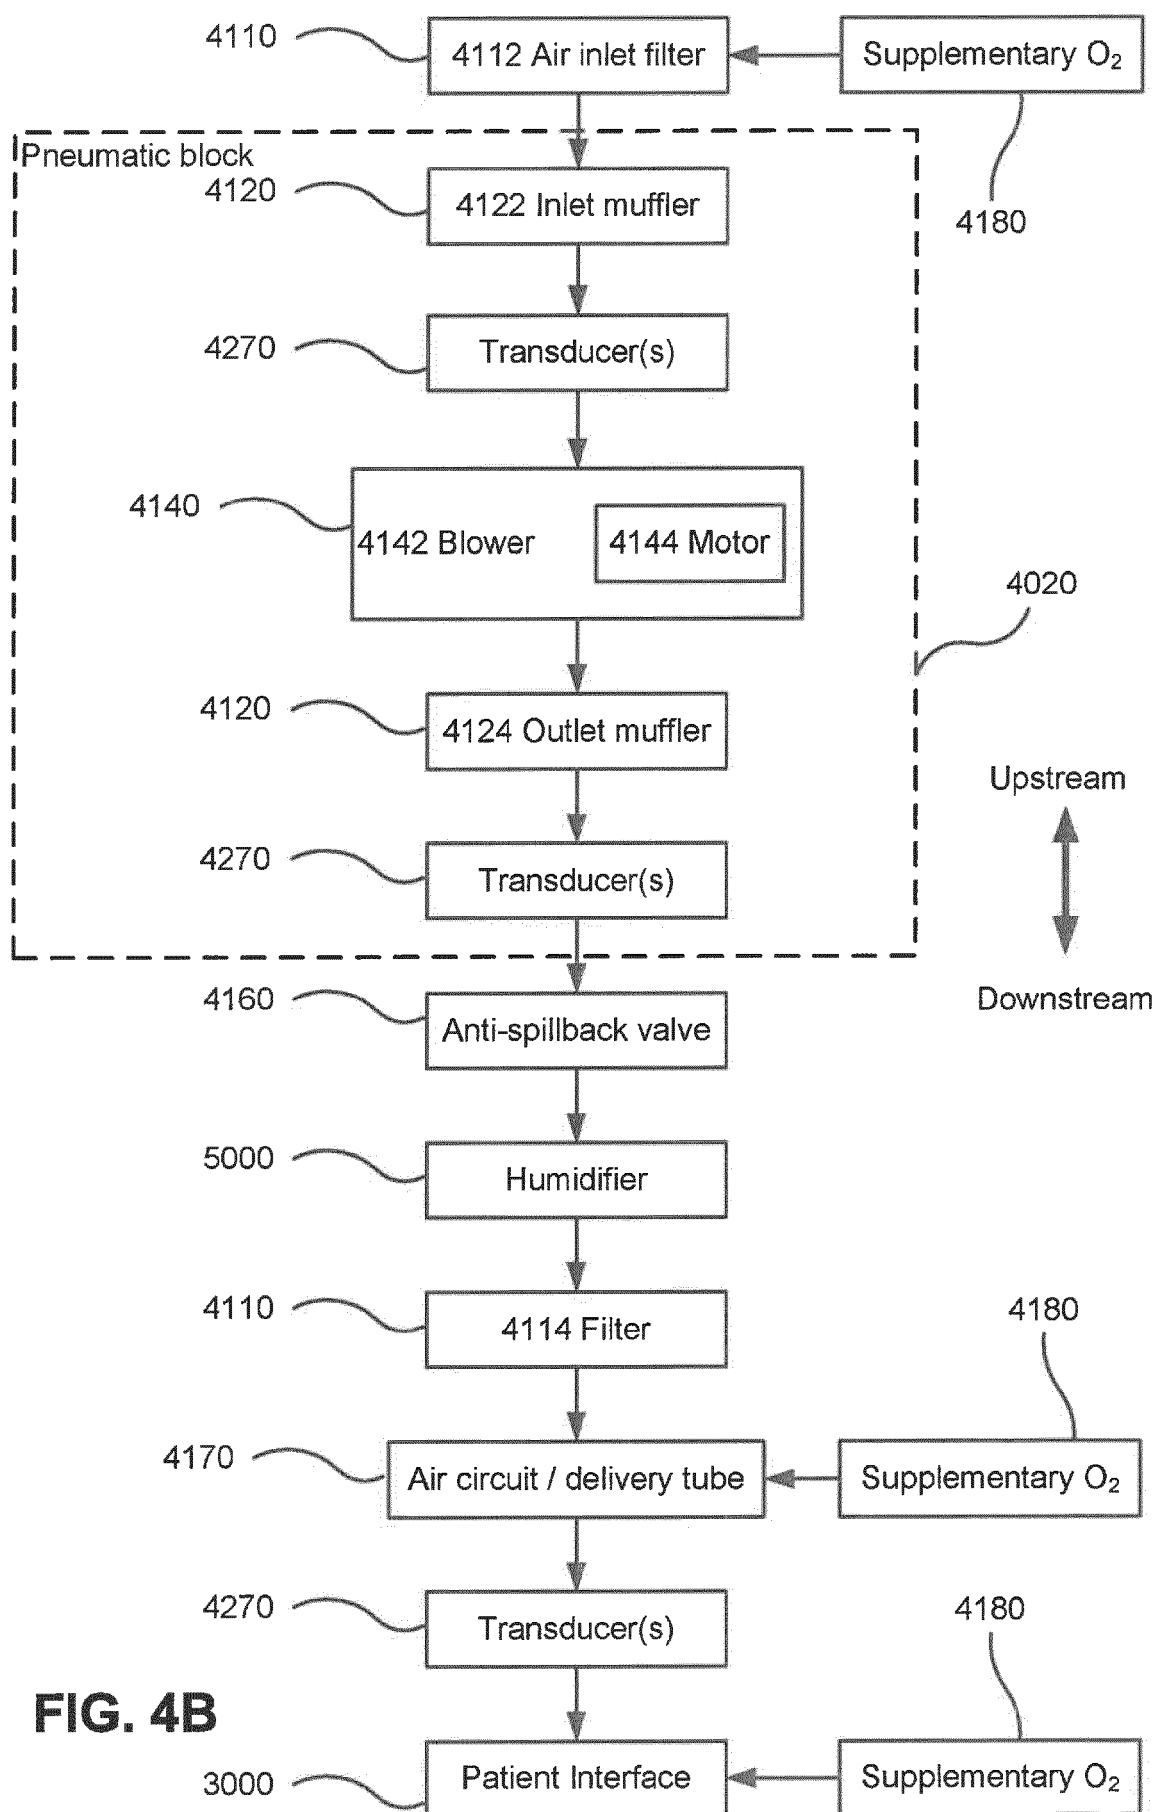 4110
4112 Air inlet filter
Supplementary O₂
Pneumatic block
4120
4122 Inlet muffler
4180
4270
Transducer(s)
4140
4142 Blower
4144 Motor
4020
4120
4124 Outlet muffler
Upstream
4270
Transducer(s)
4160
Anti-spillback valve
Downstream
5000
Humidifier
4110
4114 Filter
4180
4170
Air circuit / delivery tube
Supplementary O₂
4270
Transducer(s)
4180
FIG. 4B
3000
Patient Interface
Supplementary O₂